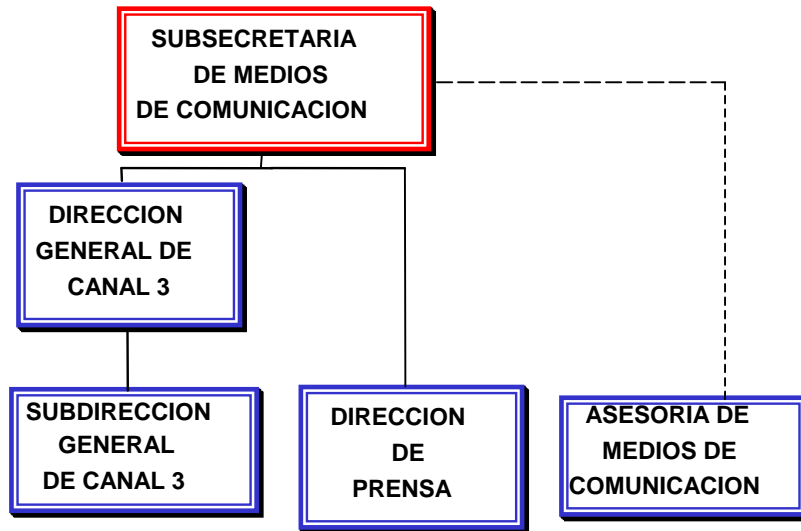 SUBSECRETARIA
DE MEDIOS
DE COMUNICACION
DIRECCION
GENERAL DE
CANAL 3
SUBDIRECCION
GENERAL
DE CANAL 3
DIRECCION
DE
PRENSA
ASESORIA DE
MEDIOS DE
COMUNICACION